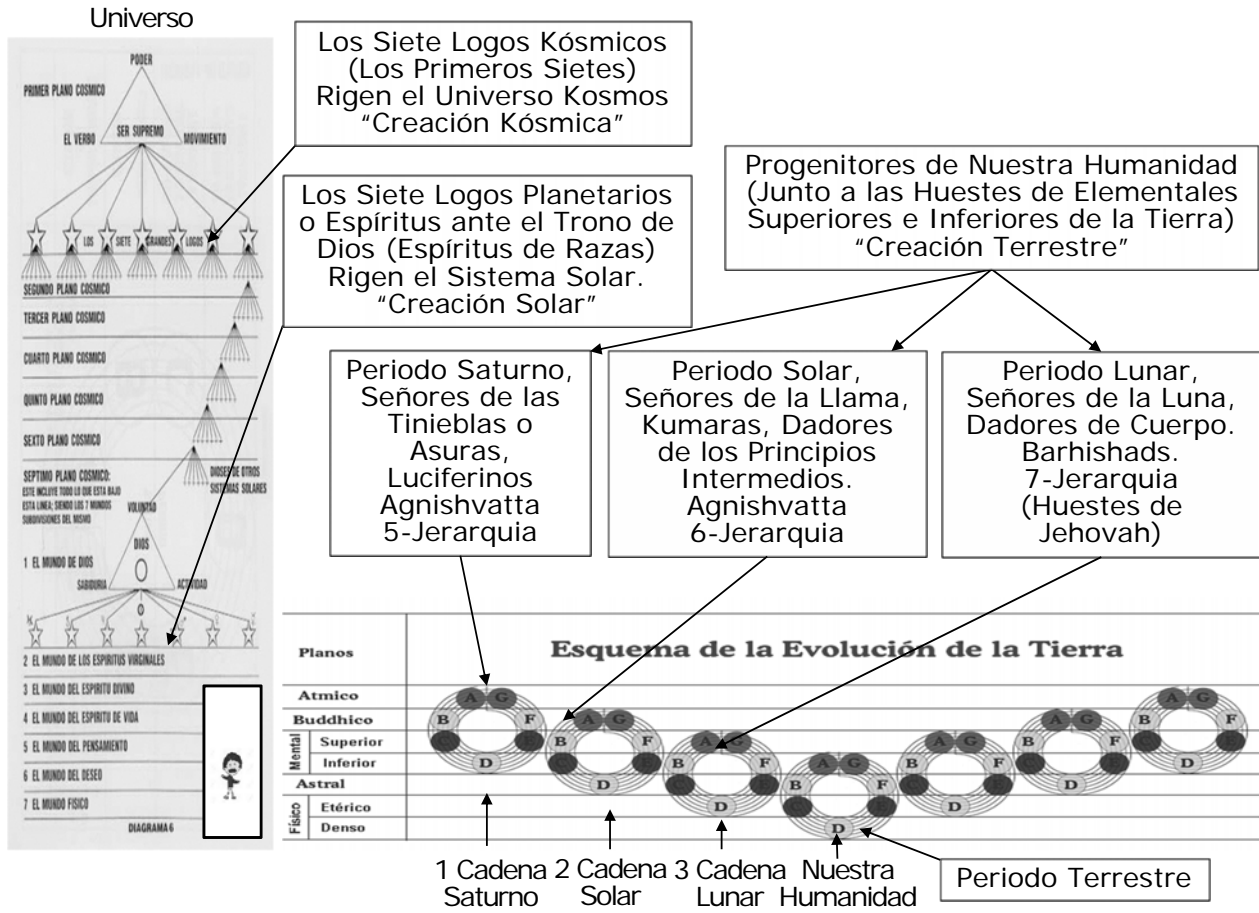 Universo
PODER
PRIMER PLANO COSMICO
SER SUPREMO
EL VERBO
MOVIMIENTO
LOS SIETE GRANDES LOGOS
SEGUNDO PLANO COSMICO
TERCER PLANO COSMICO
CUARTO PLANO COSMICO
QUINTO PLANO COSMICO
SEXTO PLANO COSMICO
SEPTIMO PLANO COSMICO:
ESTE INCLUYE TODO LO QUE ESTA BAJO
ESTA LINEA; SIENDO LOS 7 MUNDOS
SUBDIVISIONES DEL MISMO
DIOSES DE OTROS
SISTEMAS SOLARES
VOLUNTAD
DIOS
1 EL MUNDO DE DIOS
SABIDURIA
ACTIVIDAD
2 EL MUNDO DE LOS ESPIRITUS VIRGINALES
3 EL MUNDO DEL ESPIRITU DIVINO
4 EL MUNDO DEL ESPIRITU DE VIDA
5 EL MUNDO DEL PENSAMIENTO
6 EL MUNDO DEL DESEO
7 EL MUNDO FISICO
DIAGRAMA 6
Los Siete Logos Kósmicos
(Los Primeros Sietes)
Rigen el Universo Kosmos
“Creación Kósmica”
Los Siete Logos Planetarios
o Espíritus ante el Trono de
Dios (Espíritus de Razas)
Rigen el Sistema Solar.
“Creación Solar”
Progenitores de Nuestra Humanidad
(Junto a las Huestes de Elementales
Superiores e Inferiores de la Tierra)
“Creación Terrestre”
Periodo Saturno,
Señores de las
Tinieblas o
Asuras,
Luciferinos
Agnishvatta
5-Jerarquia
Periodo Solar,
Señores de la Llama,
Kumaras, Dadores
de los Principios
Intermedios.
Agnishvatta
6-Jerarquia
Periodo Lunar,
Señores de la Luna,
Dadores de Cuerpo.
Barhishads.
7-Jerarquia
(Huestes de
Jehovah)
Planos
Esquema de la Evolución de la Tierra
Atmico
Buddhico
Mental
Superior
Inferior
Astral
Físico
Etérico
Denso
A G
B F
C E
D
A G
B F
C E
D
A G
B F
C E
D
A G
B F
C E
D
A G
B F
C E
D
A G
B F
C E
D
A G
B F
C E
D
1 Cadena
Saturno
2 Cadena
Solar
3 Cadena
Lunar
Nuestra
Humanidad
Periodo Terrestre